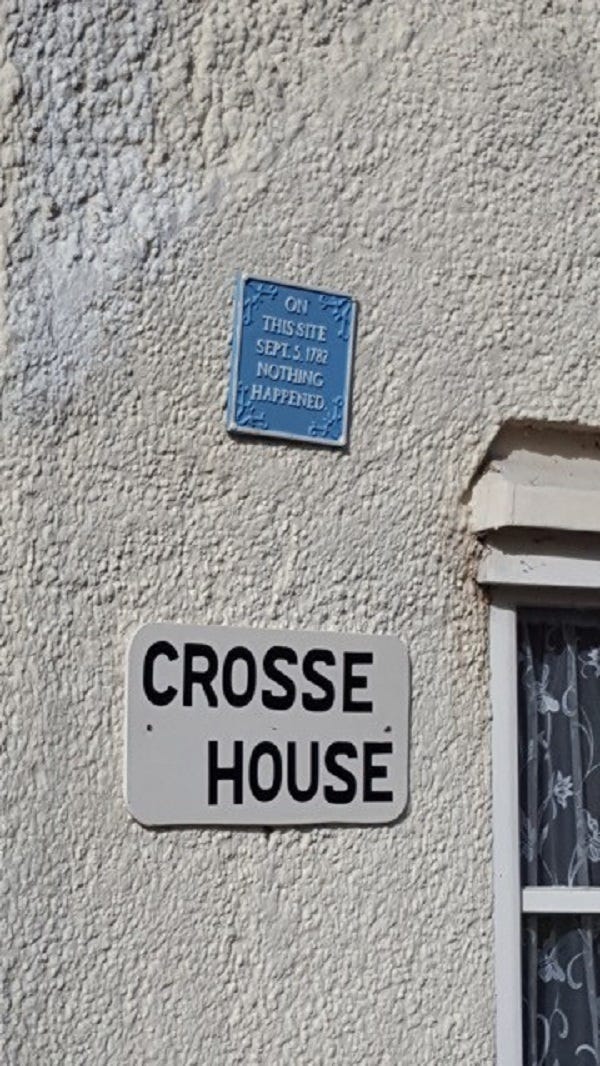 ON
THIS SITE
SEPT. 5, 1782
NOTHING
HAPPENED
CROSSE
HOUSE